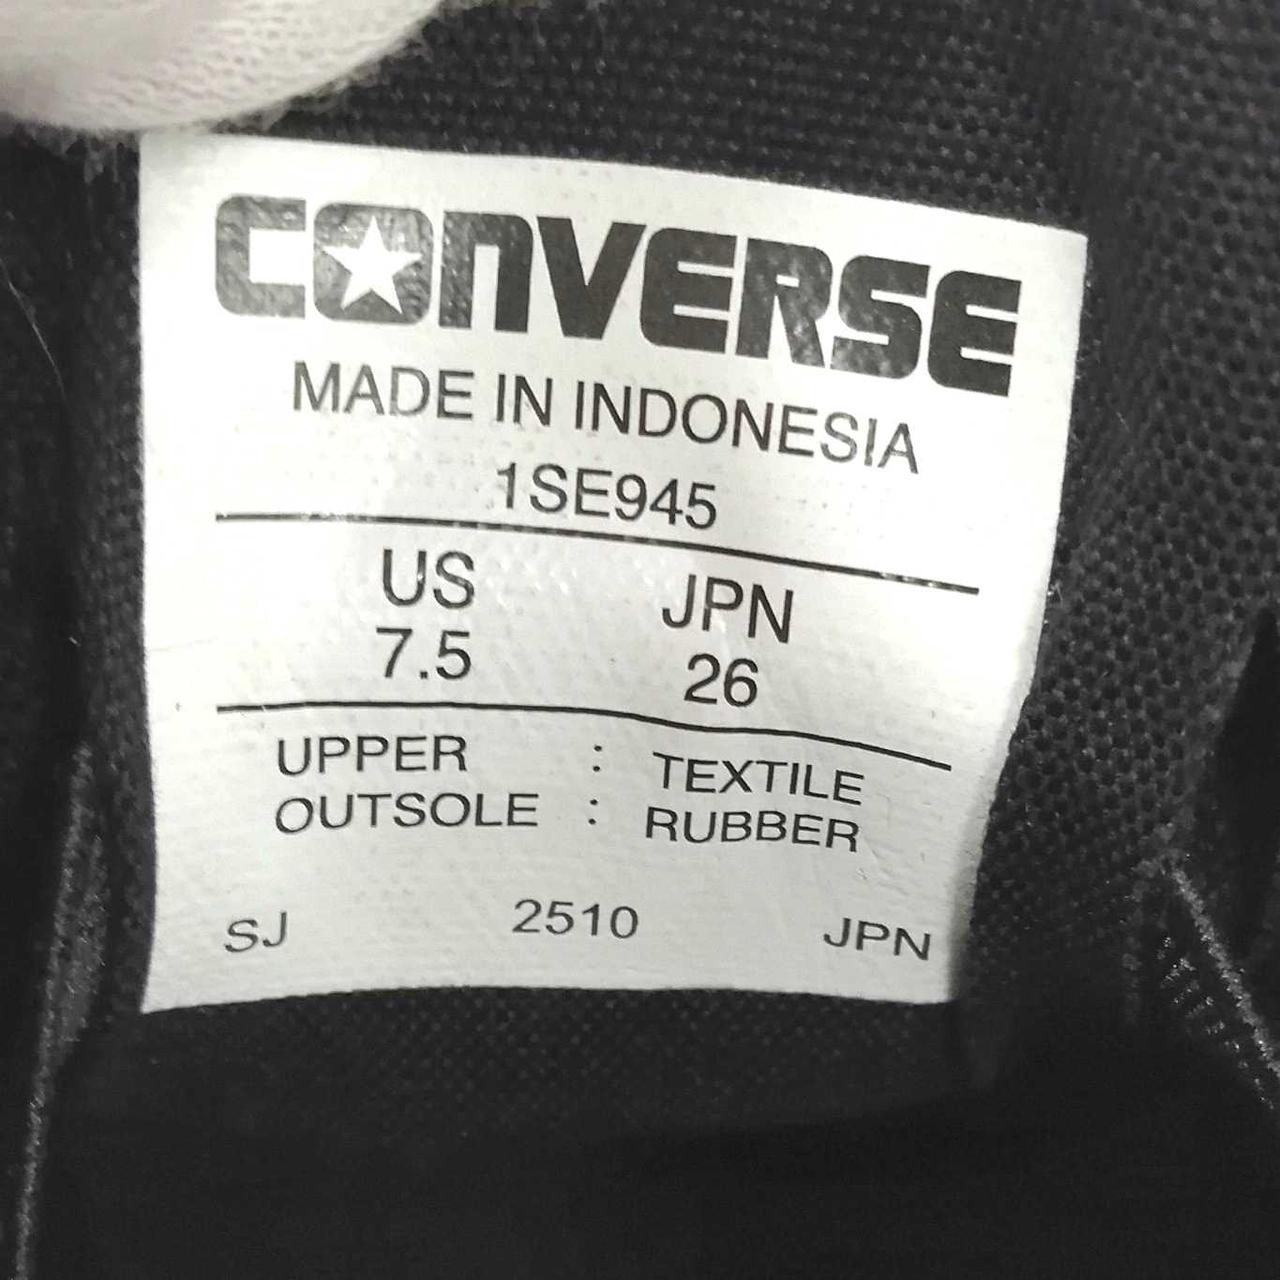 CONVERSE
MADE IN INDONESIA
1SE945
US JPN
7.5 26
UPPER : TEXTILE
OUTSOLE : RUBBER
SJ 2510 JPN